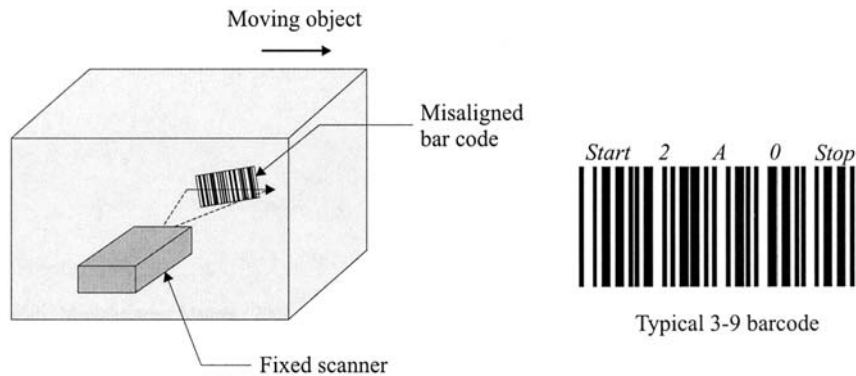 Moving object
Misaligned
bar code
Start 2 A 0 Stop
Typical 3-9 barcode
Fixed scanner